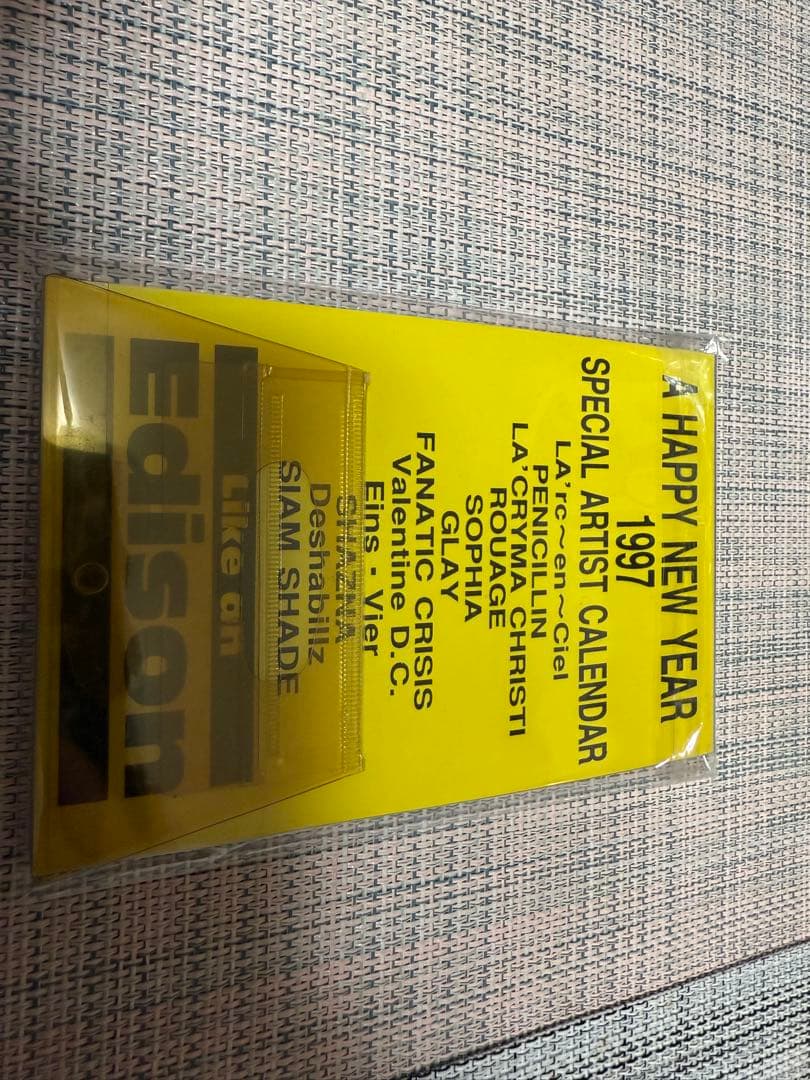 A HAPPY NEW YEAR
1997
SPECIAL ARTIST CALENDAR
LA'rc～en～Ciel
PENICILLIN
LA'CRYMA CHRISTI
ROUAGE
SOPHIA
GLAY
FANATIC CRISIS
Valentine D.C.
Eins・Vier
SHAZNA
Deshabillz
SIAM SHADE
Like an
Edison